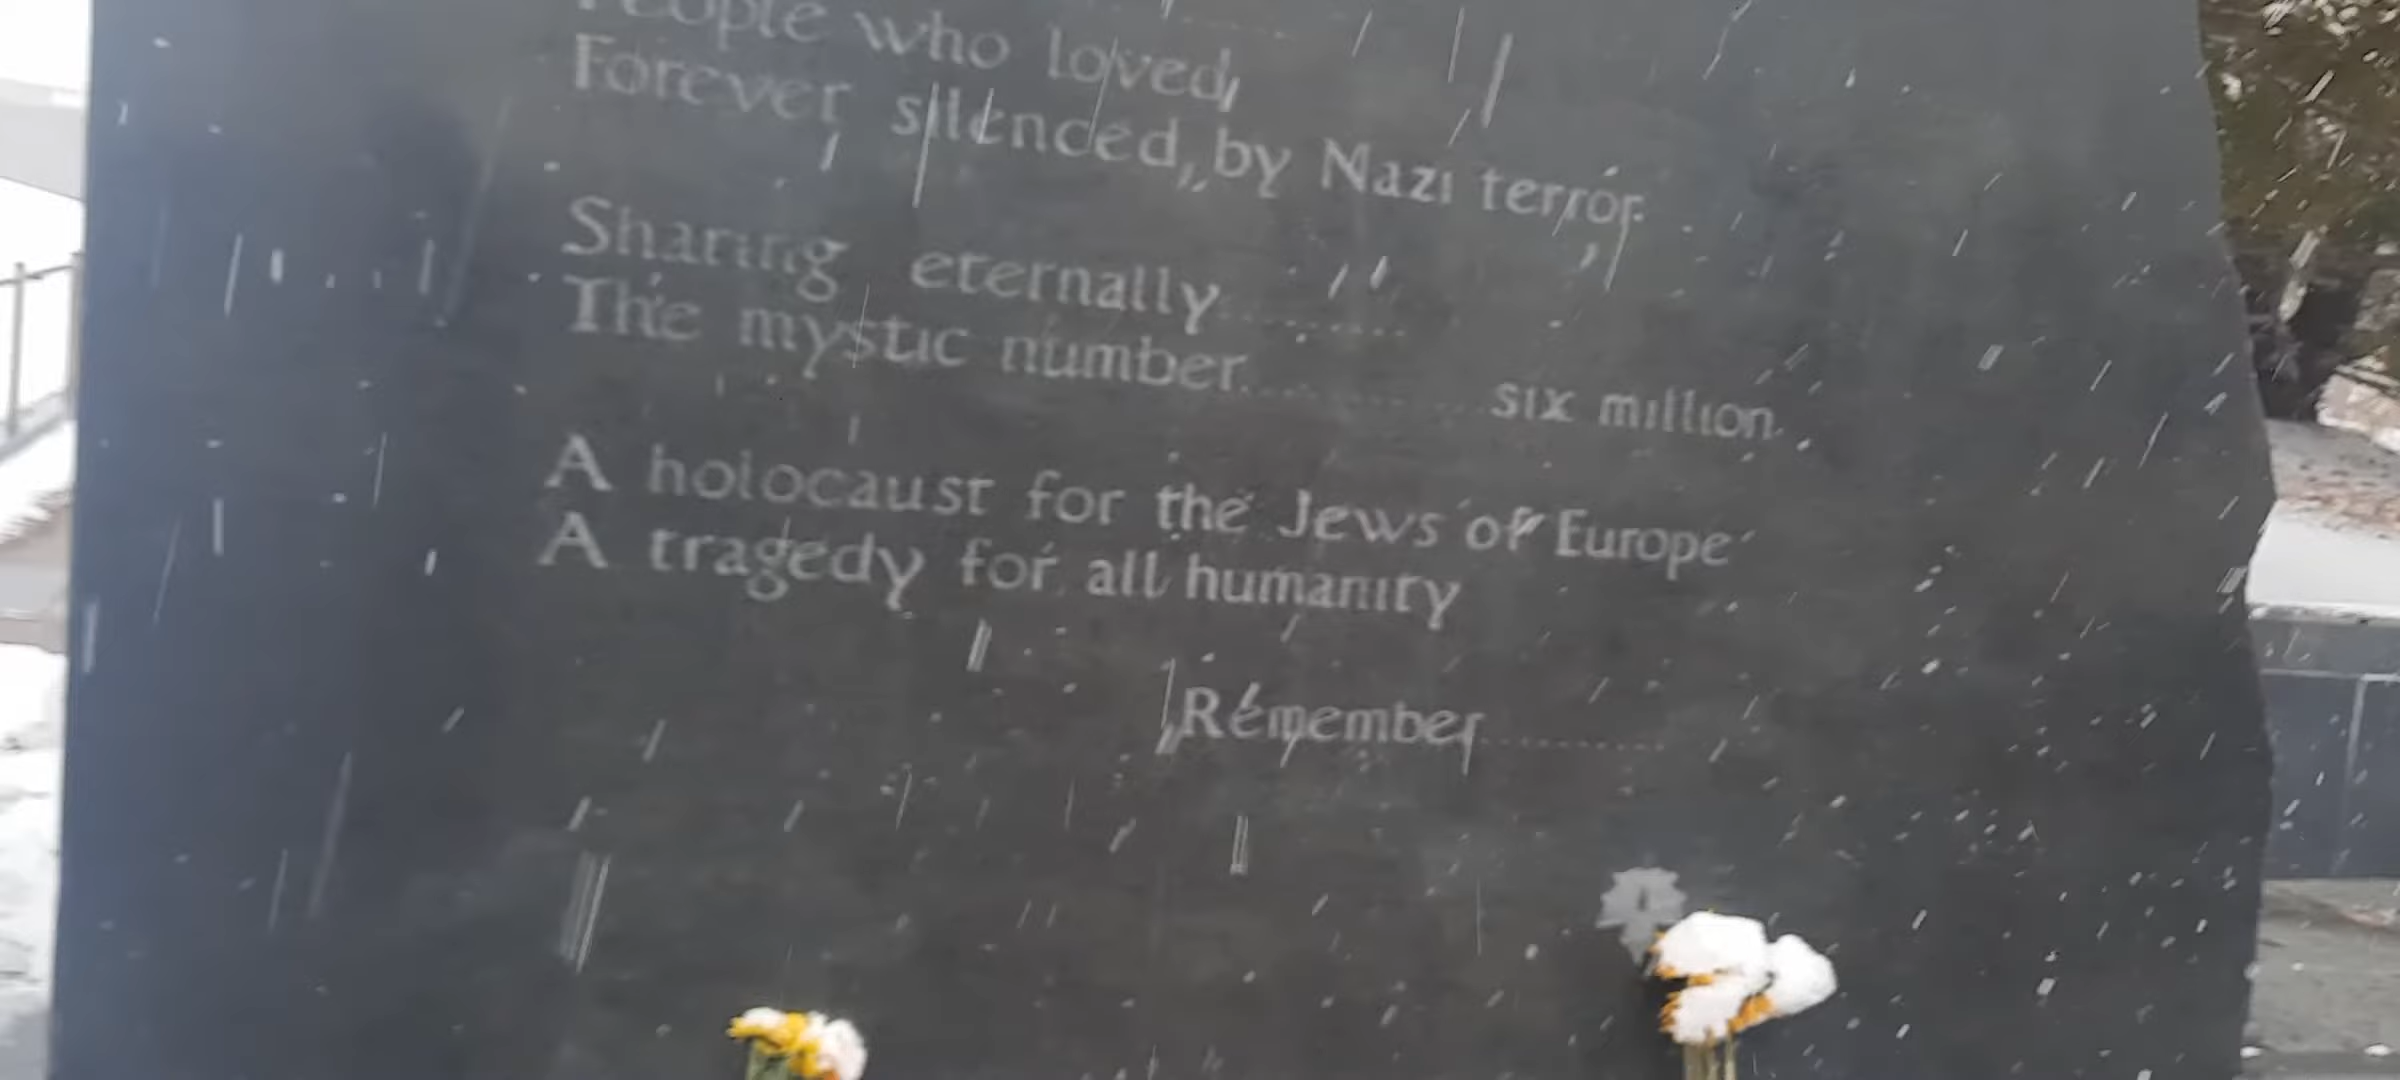 People who loved,
Forever silenced, by Nazi terror.
Sharing eternally............
The mystic number................ six million.
A holocaust for the Jews of Europe
A tragedy for all humanity
Remember............